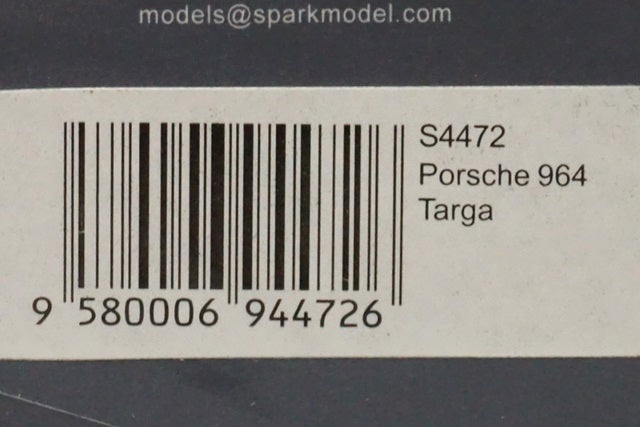 models@sparkmodel.com
S4472
Porsche 964
Targa
9 580006 944726